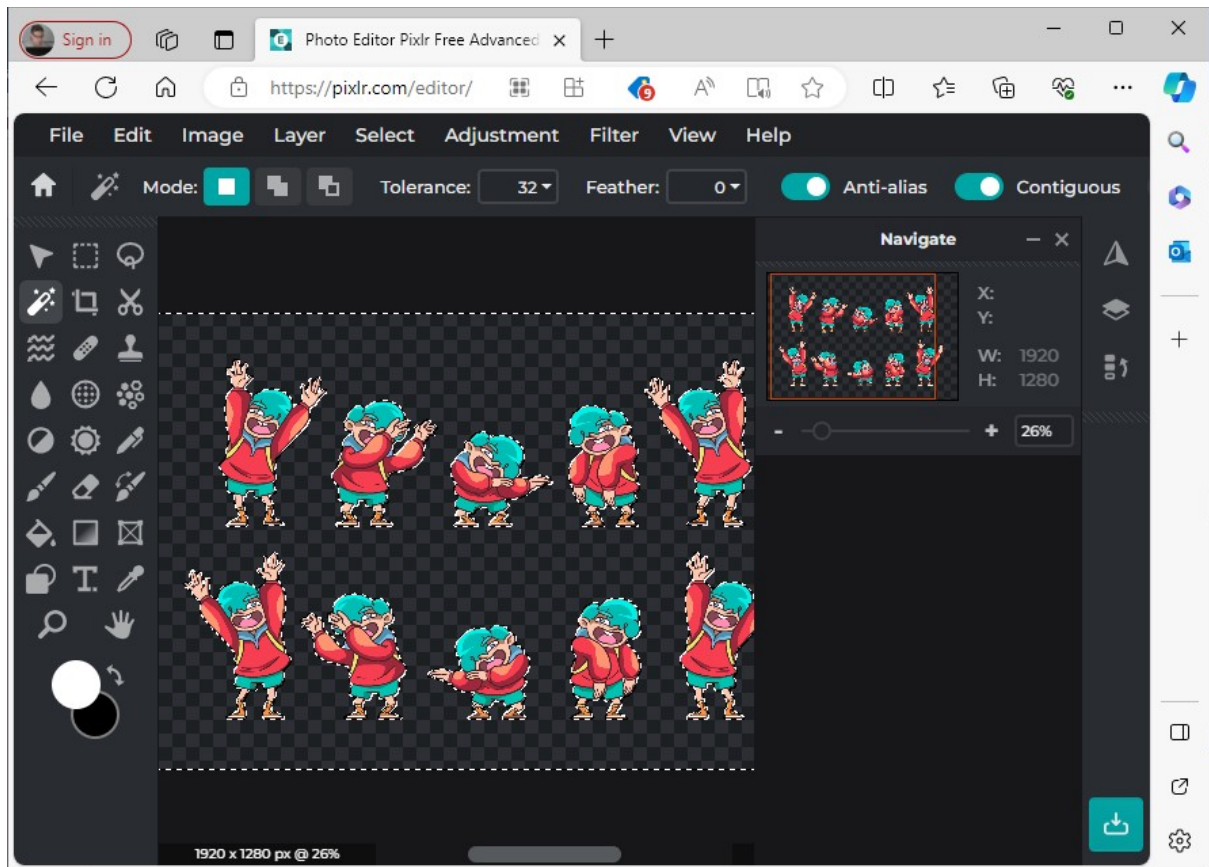 Sign in
Photo Editor Pixlr Free Advanced
https://pixlr.com/editor/
9
A
File Edit Image Layer Select Adjustment Filter View Help
Mode: Tolerance: 32 Feather: 0 Anti-alias Contiguous
Navigate
X:
Y:
W: 1920
H: 1280
- + 26%
T.
1920 x 1280 px @ 26%